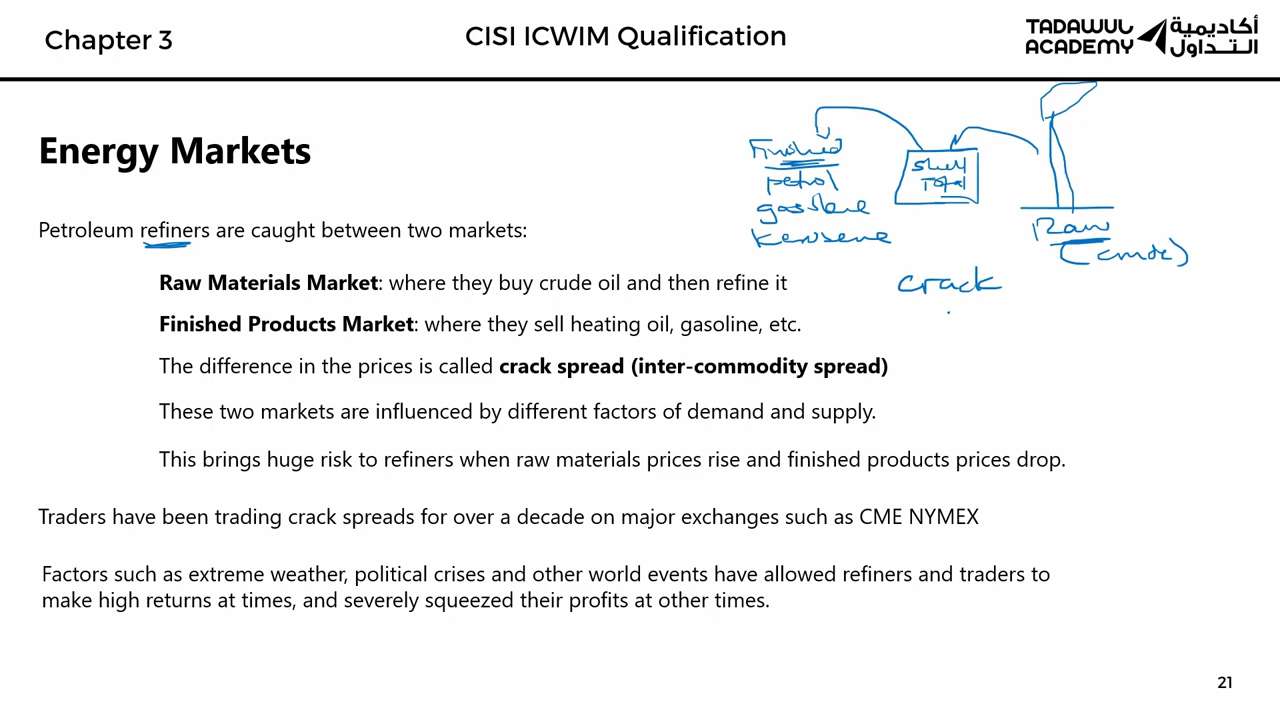 Chapter 3
CISI ICWIM Qualification
TADAWUL ACADEMY
أكاديمية التداول
Energy Markets
Finished
petrol
gasolene
kerosene
Shell
Total
Raw
(crude)
crack
Petroleum refiners are caught between two markets:
Raw Materials Market: where they buy crude oil and then refine it
Finished Products Market: where they sell heating oil, gasoline, etc.
The difference in the prices is called crack spread (inter-commodity spread)
These two markets are influenced by different factors of demand and supply.
This brings huge risk to refiners when raw materials prices rise and finished products prices drop.
Traders have been trading crack spreads for over a decade on major exchanges such as CME NYMEX
Factors such as extreme weather, political crises and other world events have allowed refiners and traders to
make high returns at times, and severely squeezed their profits at other times.
21